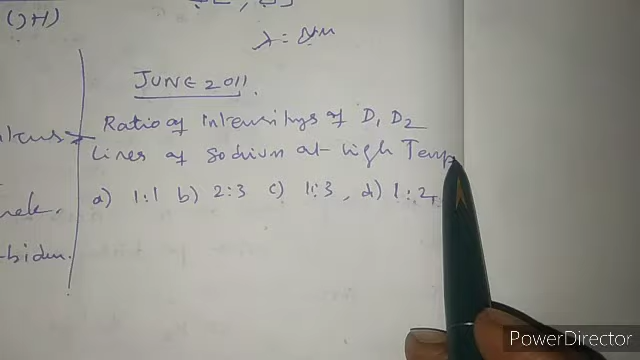 (JH)
λ =
JUNE 2011.
Ratio of Intensitys of D1 D2
Lines of Sodium at high Temp
a) 1:1 b) 2:3 c) 1:3, d) 1:2
PowerDirector